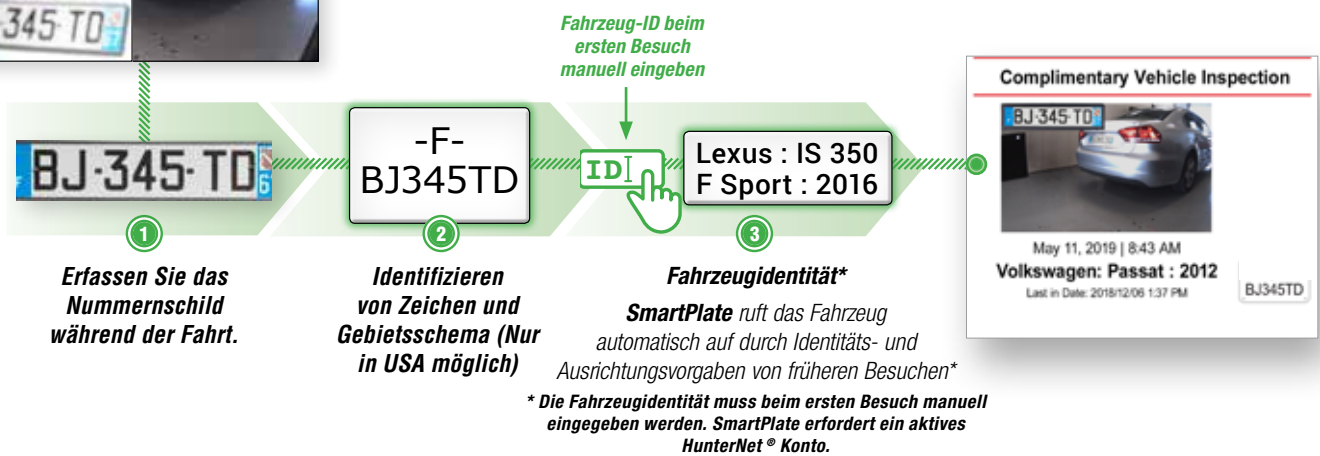 345 TD
Fahrzeug-ID beim
ersten Besuch
manuell eingeben
BJ-345-TD
-F-
BJ345TD
ID
Lexus : IS 350
F Sport : 2016
1
Erfassen Sie das
Nummernschild
während der Fahrt.
2
Identifizieren
von Zeichen und
Gebietsschema (Nur
in USA möglich)
3
Fahrzeugidentität*
SmartPlate ruft das Fahrzeug
automatisch auf durch Identitäts- und
Ausrichtungsvorgaben von früheren Besuchen*
* Die Fahrzeugidentität muss beim ersten Besuch manuell
eingegeben werden. SmartPlate erfordert ein aktives
HunterNet ® Konto.
Complimentary Vehicle Inspection
BJ-345-TD
May 11, 2019 | 8:43 AM
Volkswagen: Passat : 2012
Last in Date: 2018/12/06 1:37 PM
BJ345TD